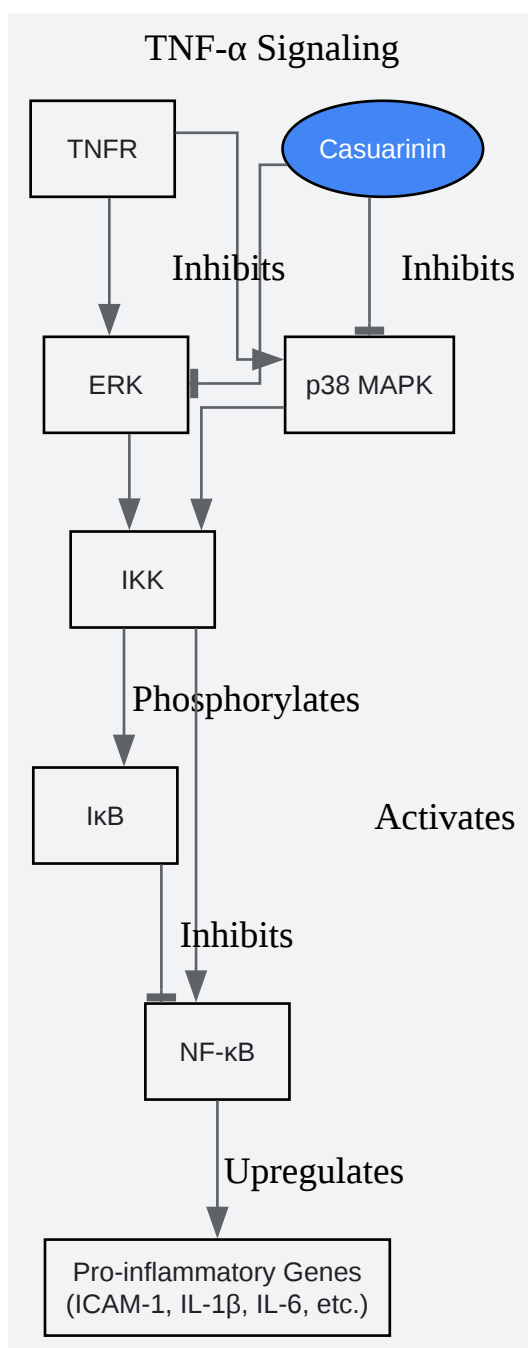 TNF-α Signaling
TNFR
Casuarinin
Inhibits
Inhibits
ERK
p38 MAPK
IKK
Phosphorylates
IκB
Activates
Inhibits
NF-κB
Upregulates
Pro-inflammatory Genes
(ICAM-1, IL-1β, IL-6, etc.)